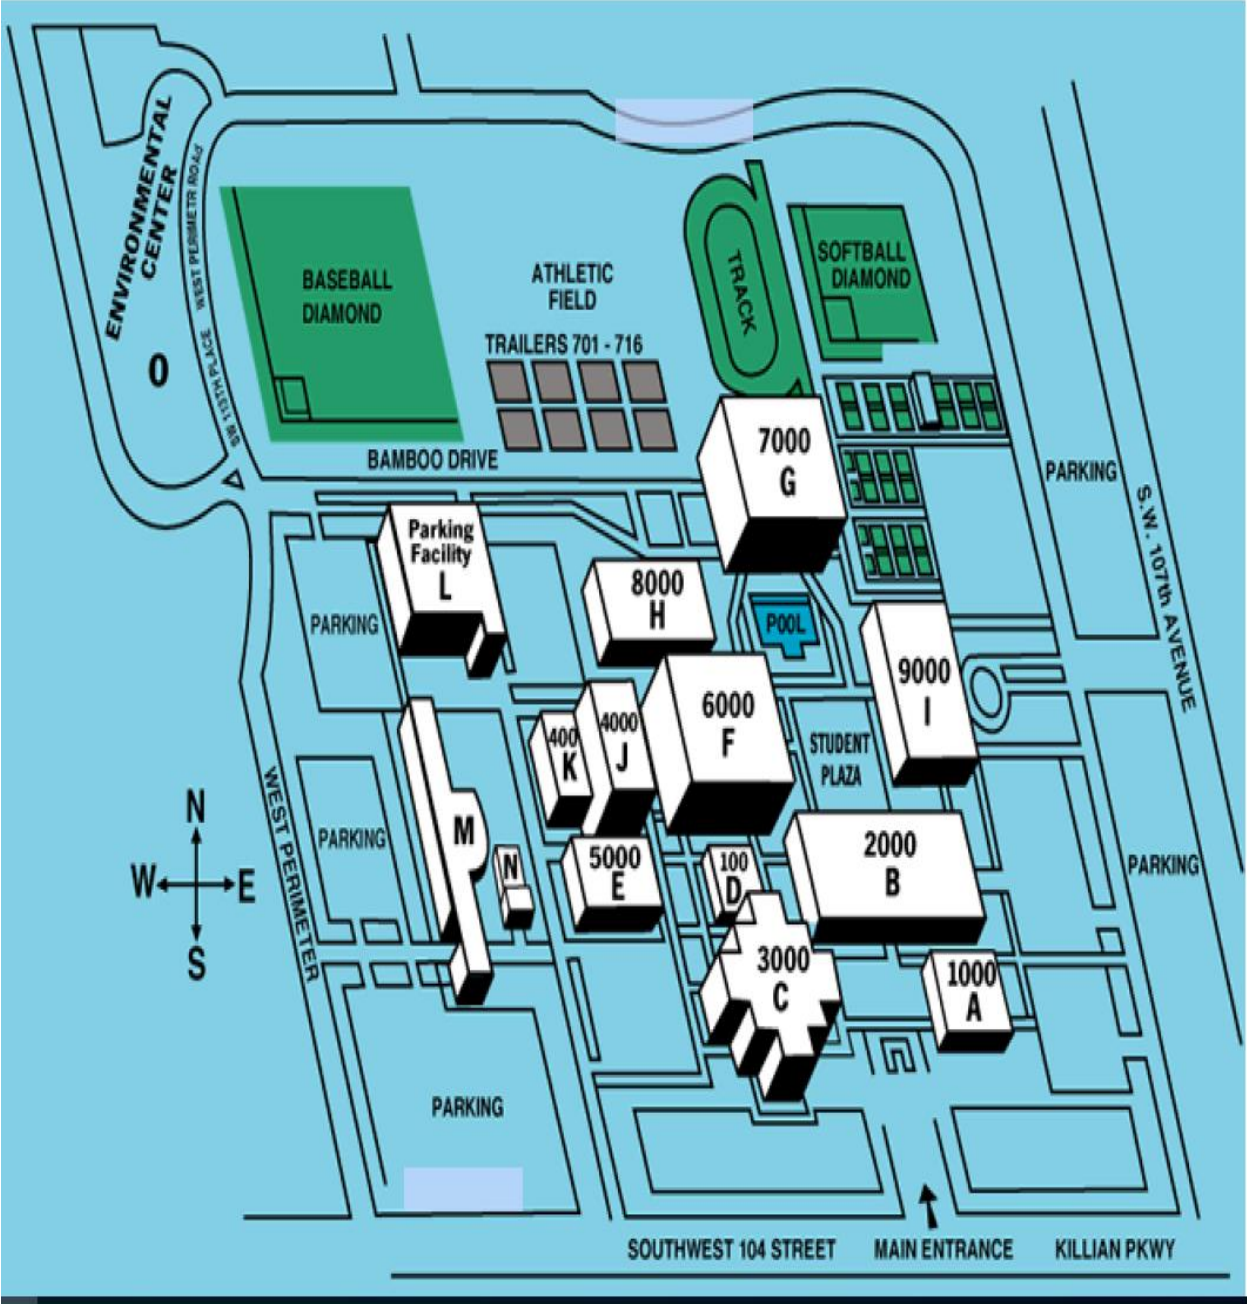 ENVIRONMENTAL
CENTER
O
WEST PERIMETR ROAD
SW 113TH PLACE
BASEBALL
DIAMOND
ATHLETIC
FIELD
TRAILERS 701 - 716
TRACK
SOFTBALL
DIAMOND
BAMBOO DRIVE
7000
G
PARKING
S.W. 107th AVENUE
Parking
Facility
L
8000
H
POOL
PARKING
9000
I
6000
F
4000
J
400
K
STUDENT
PLAZA
WEST PERIMETER
PARKING
M
N
5000
E
100
D
2000
B
PARKING
N
W E
S
3000
C
1000
A
PARKING
SOUTHWEST 104 STREET
MAIN ENTRANCE
KILLIAN PKWY